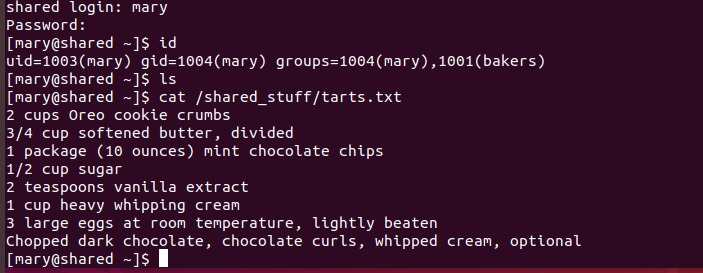 shared login: mary
Password:
[mary@shared ~]$ id
uid=1003(mary) gid=1004(mary) groups=1004(mary),1001(bakers)
[mary@shared ~]$ ls
[mary@shared ~]$ cat /shared_stuff/tarts.txt
2 cups Oreo cookie crumbs
3/4 cup softened butter, divided
1 package (10 ounces) mint chocolate chips
1/2 cup sugar
2 teaspoons vanilla extract
1 cup heavy whipping cream
3 large eggs at room temperature, lightly beaten
Chopped dark chocolate, chocolate curls, whipped cream, optional
[mary@shared ~]$